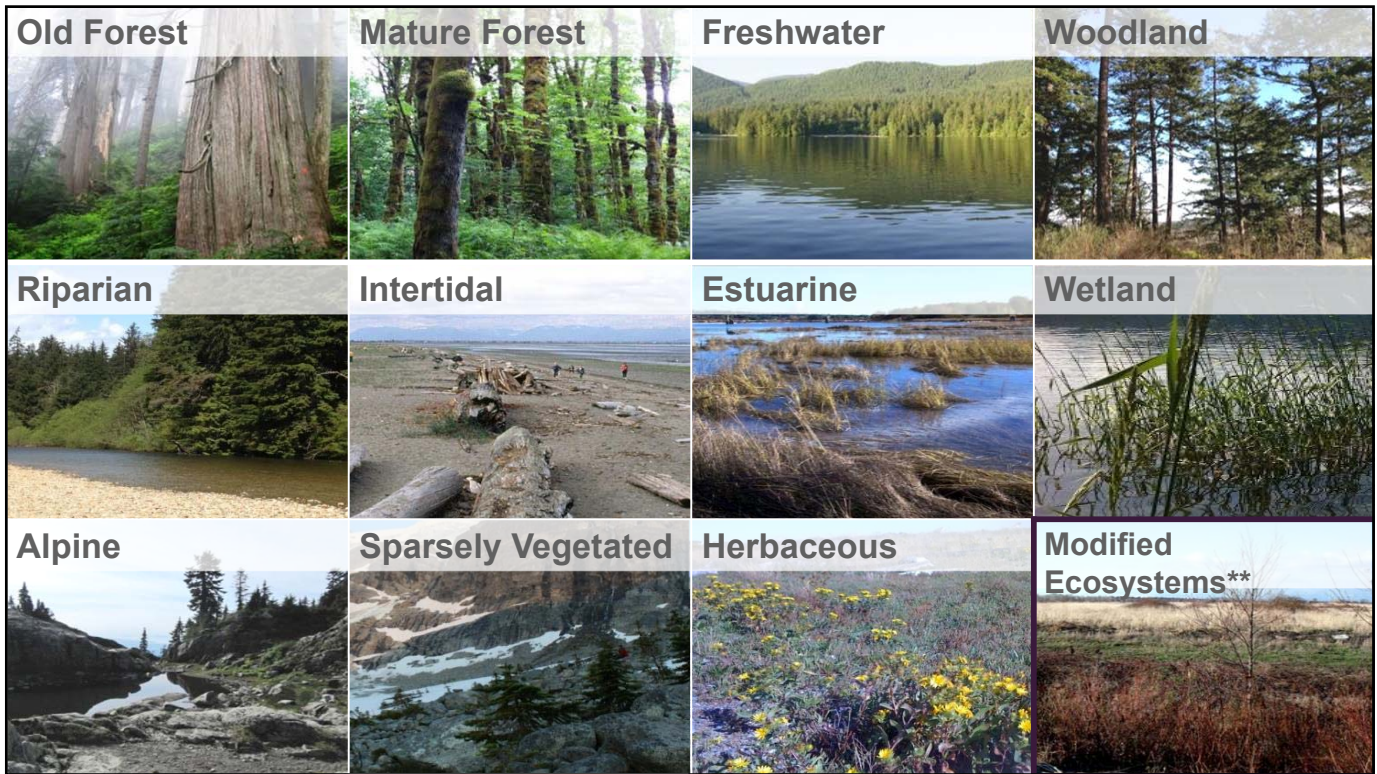 Old Forest
Mature Forest
Freshwater
Woodland
Riparian
Intertidal
Estuarine
Wetland
Alpine
Sparsely Vegetated
Herbaceous
Modified
Ecosystems**